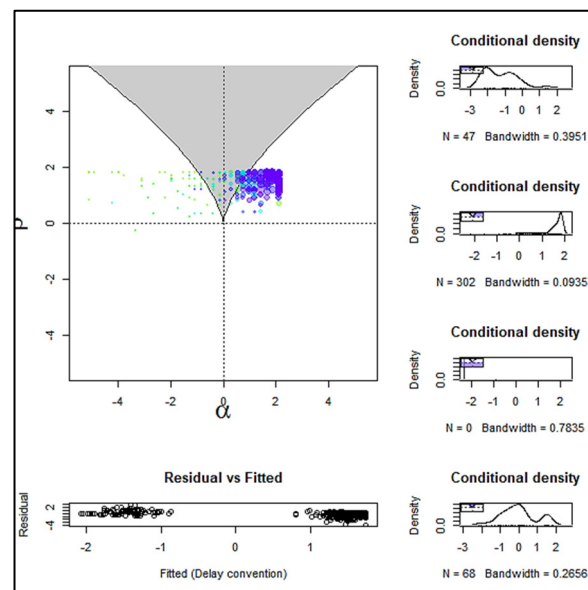 Conditional density
Density
0.0
-3 -1 0 1 2
N = 47 Bandwidth = 0.3951
Conditional density
Density
0.0
-2 -1 0 1 2
N = 302 Bandwidth = 0.0935
Conditional density
Density
0.0
-2 -1 0 1 2
N = 0 Bandwidth = 0.7835
Conditional density
Density
0.0
-3 -2 -1 0 1 2
N = 68 Bandwidth = 0.2656
4
2
0
-2
-4
-4 -2 0 2 4
α
Residual vs Fitted
Residual
2
-4
-2 -1 0 1
Fitted (Delay convention)